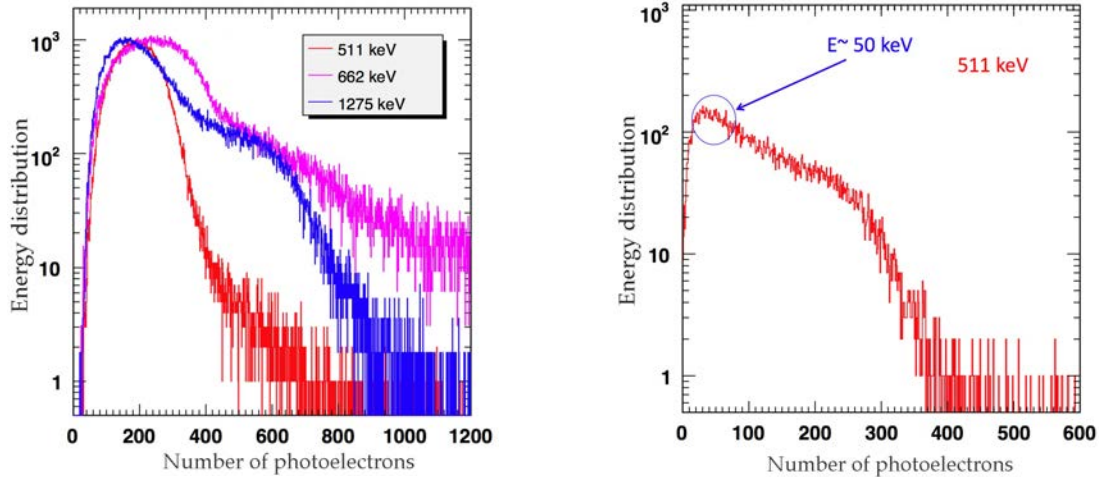 10³
10²
10
1
Energy distribution
511 keV
662 keV
1275 keV
0 200 400 600 800 1000 1200
Number of photoelectrons
10³
10²
10
1
Energy distribution
E~ 50 keV
511 keV
0 100 200 300 400 500 600
Number of photoelectrons